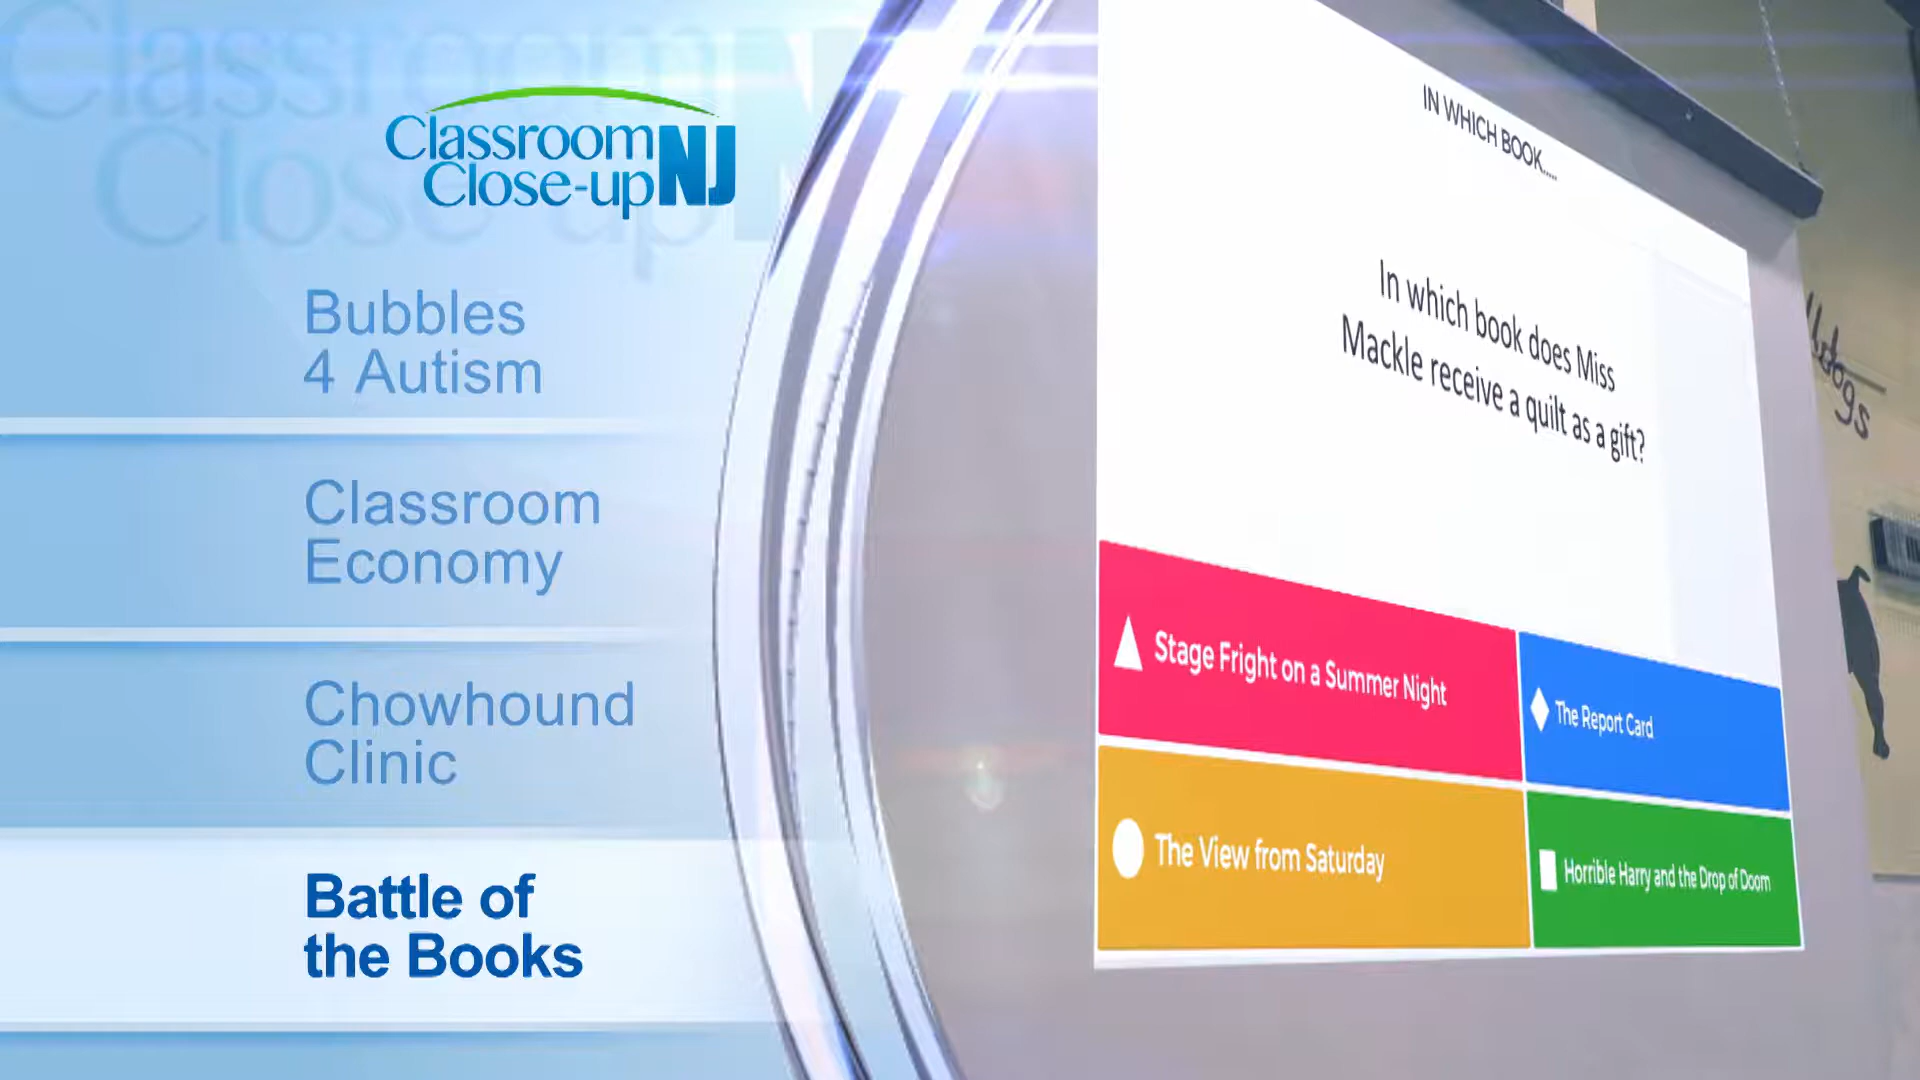 Classroom
Close-up NJ
Bubbles
4 Autism
Classroom
Economy
Chowhound
Clinic
Battle of
the Books
IN WHICH BOOK.....
In which book does Miss
Mackle receive a quilt as a gift?
Stage Fright on a Summer Night
The Report Card
The View from Saturday
Horrible Harry and the Drop of Doom